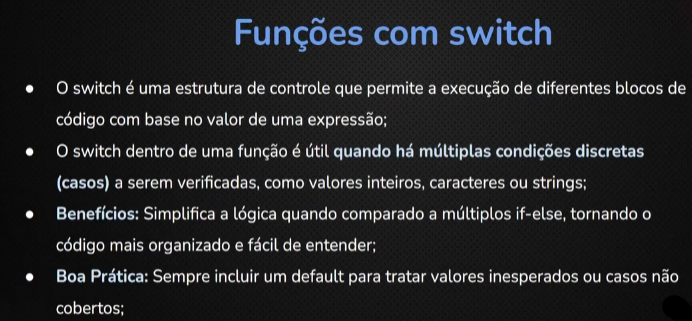 Funções com switch
● O switch é uma estrutura de controle que permite a execução de diferentes blocos de
código com base no valor de uma expressão;
● O switch dentro de uma função é útil quando há múltiplas condições discretas
(casos) a serem verificadas, como valores inteiros, caracteres ou strings;
● Benefícios: Simplifica a lógica quando comparado a múltiplos if-else, tornando o
código mais organizado e fácil de entender;
● Boa Prática: Sempre incluir um default para tratar valores inesperados ou casos não
cobertos;